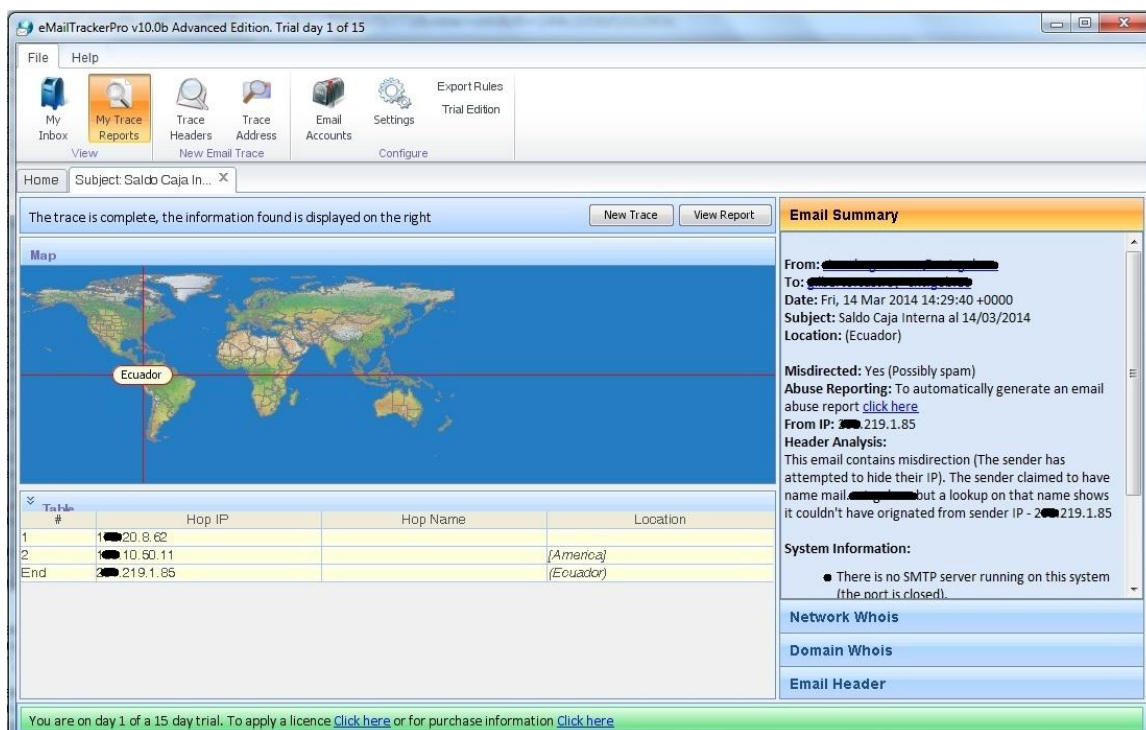 eMailTrackerPro v10.0b Advanced Edition. Trial day 1 of 15
File Help
My Inbox
My Trace Reports
Trace Headers
Trace Address
Email Accounts
Settings
Export Rules
Trial Edition
View
New Email Trace
Configure
Home
Subject: Saldo Caja In... X
The trace is complete, the information found is displayed on the right
New Trace
View Report
Map
Ecuador
Table
# Hop IP Hop Name Location
1 1 20.8.62
2 1 .10.50.11 [America]
End 2 .219.1.85 (Ecuador)
Email Summary
From:
To:
Date: Fri, 14 Mar 2014 14:29:40 +0000
Subject: Saldo Caja Interna al 14/03/2014
Location: (Ecuador)
Misdirected: Yes (Possibly spam)
Abuse Reporting: To automatically generate an email
abuse report click here
From IP: .219.1.85
Header Analysis:
This email contains misdirection (The sender has
attempted to hide their IP). The sender claimed to have
name mail. but a lookup on that name shows
it couldn't have orignated from sender IP - 2 219.1.85
System Information:
There is no SMTP server running on this system
(the port is closed).
Network Whois
Domain Whois
Email Header
You are on day 1 of a 15 day trial. To apply a licence Click here or for purchase information Click here